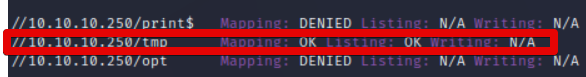 //10.10.10.250/print$ Mapping: DENIED Listing: N/A Writing: N/A
//10.10.10.250/tmp Mapping: OK Listing: OK Writing: N/A
//10.10.10.250/opt Mapping: DENIED Listing: N/A Writing: N/A